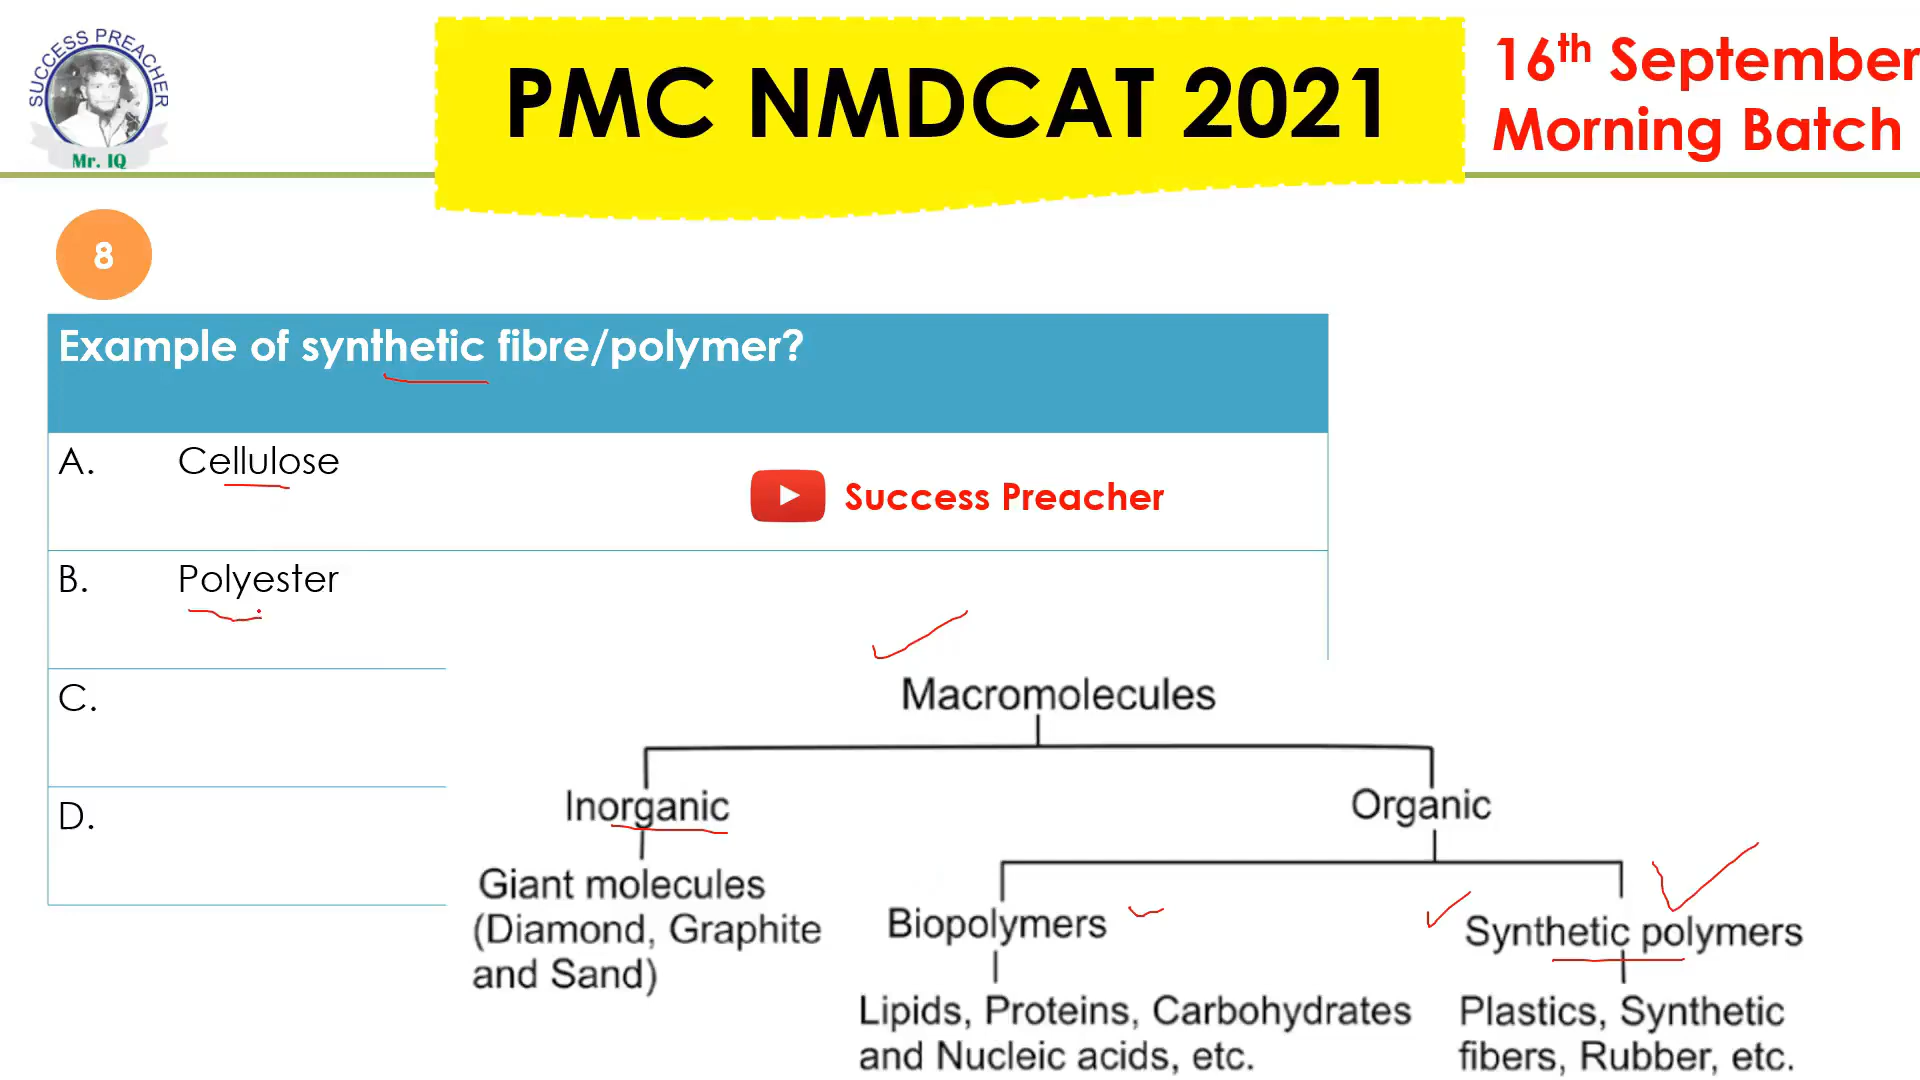 SUCCESS PREACHER
Mr. IQ
PMC NMDCAT 2021
16th September
Morning Batch
8
Example of synthetic fibre/polymer?
A. Cellulose
Success Preacher
B. Polyester
C.
D.
Macromolecules
Inorganic
Organic
Giant molecules
(Diamond, Graphite
and Sand)
Biopolymers
Lipids, Proteins, Carbohydrates
and Nucleic acids, etc.
Synthetic polymers
Plastics, Synthetic
fibers, Rubber, etc.